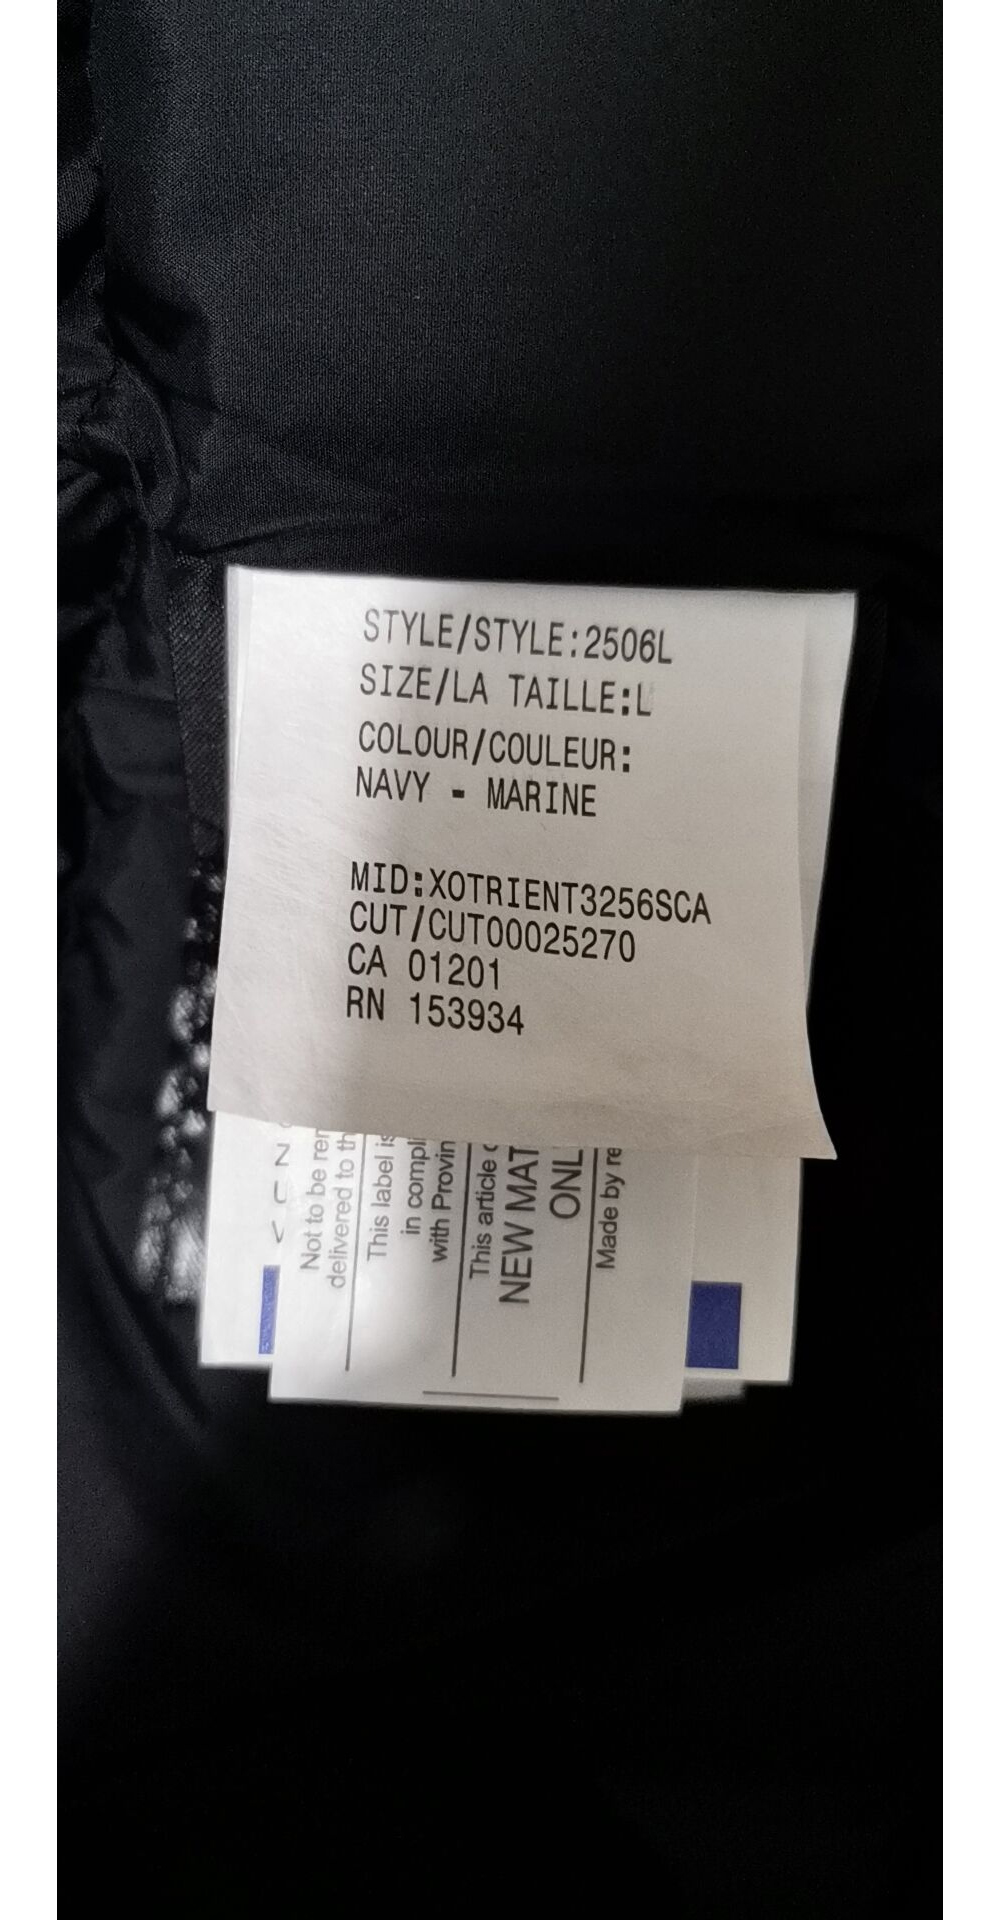 STYLE/STYLE:2506L
SIZE/LA TAILLE:L
COLOUR/COULEUR:
NAVY - MARINE
MID:XOTRIENT3256SCA
CUT/CUT00025270
CA 01201
RN 153934
Not to be rer
delivered to th
This label is
in compli
with Provin
This article
NEW MAT
ONL
Made by re